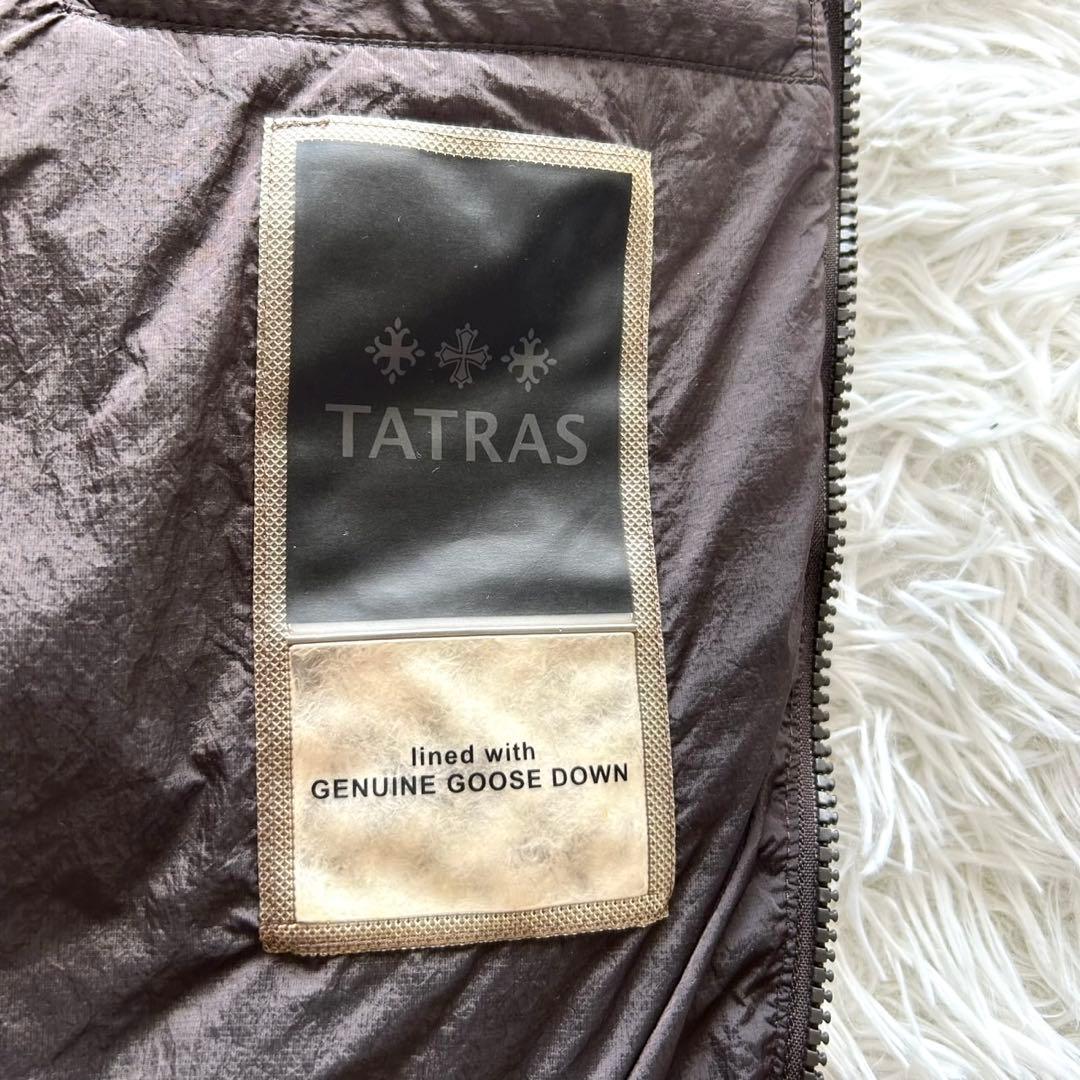 TATRAS
lined with
GENUINE GOOSE DOWN